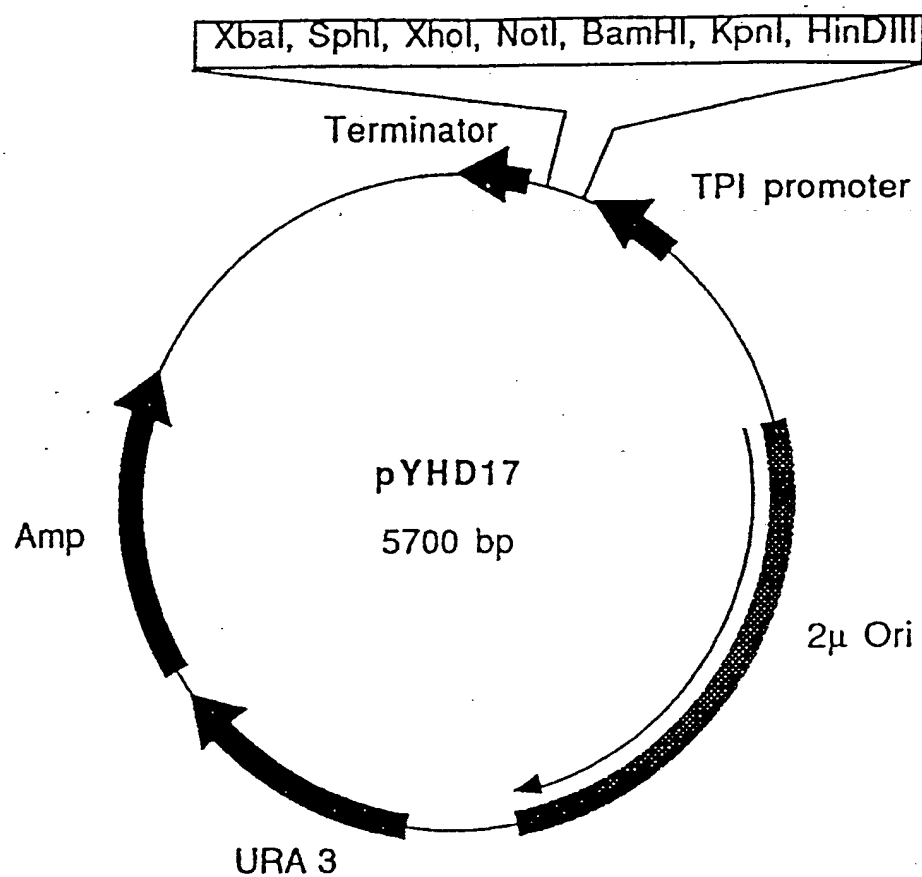 XbaI, SphI, XhoI, NotI, BamHI, KpnI, HinDIII
Terminator
TPI promoter
pYHD17
5700 bp
Amp
2µ Ori
URA 3